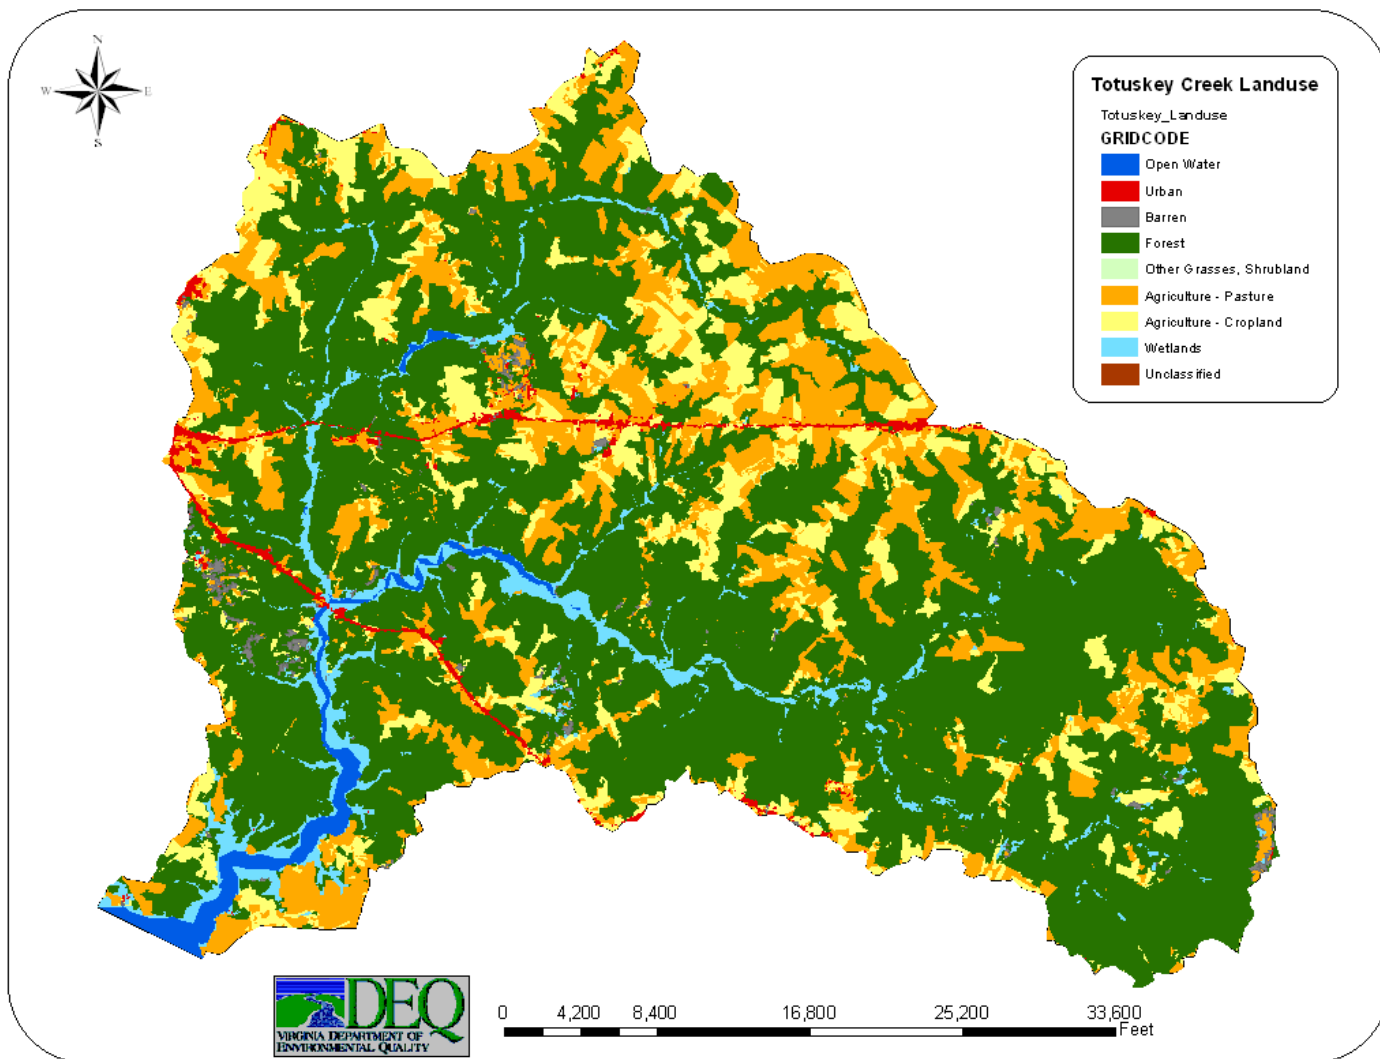 N
W E
S
Totuskey Creek Landuse
Totuskey_Landuse
GRIDCODE
Open Water
Urban
Barren
Forest
Other Grasses, Shrubland
Agriculture - Pasture
Agriculture - Cropland
Wetlands
Unclassified
DEQ
VIRGINIA DEPARTMENT OF
ENVIRONMENTAL QUALITY
0 4,200 8,400 16,800 25,200 33,600
Feet